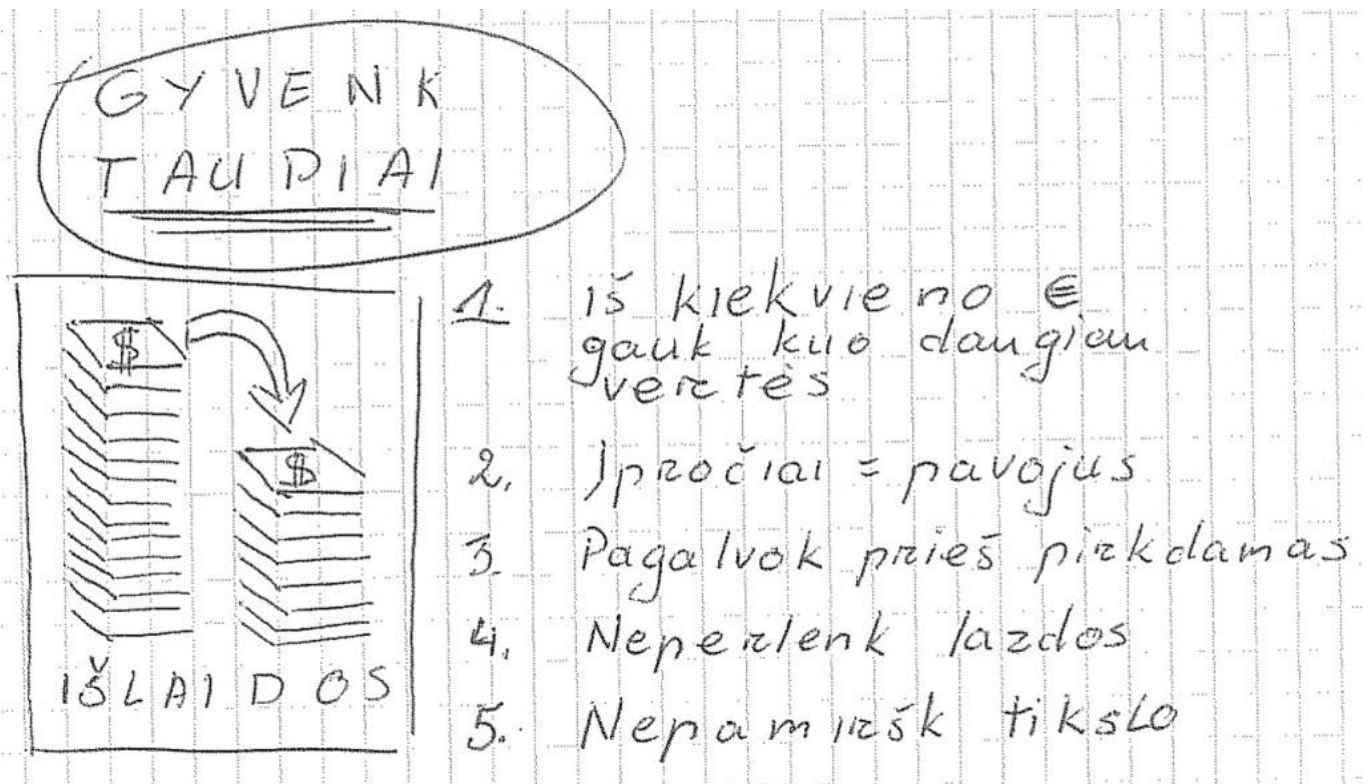 GYVENK
TAUPIAI
$
$
IŠLAIDOS
1. iš kiekvieno €
gauk kuo daugiau
vertės
2. Įpročiai = pavojus
3. Pagalvok prieš pirkdamas
4. Neperlenk lazdos
5. Nepamiršk tikslo